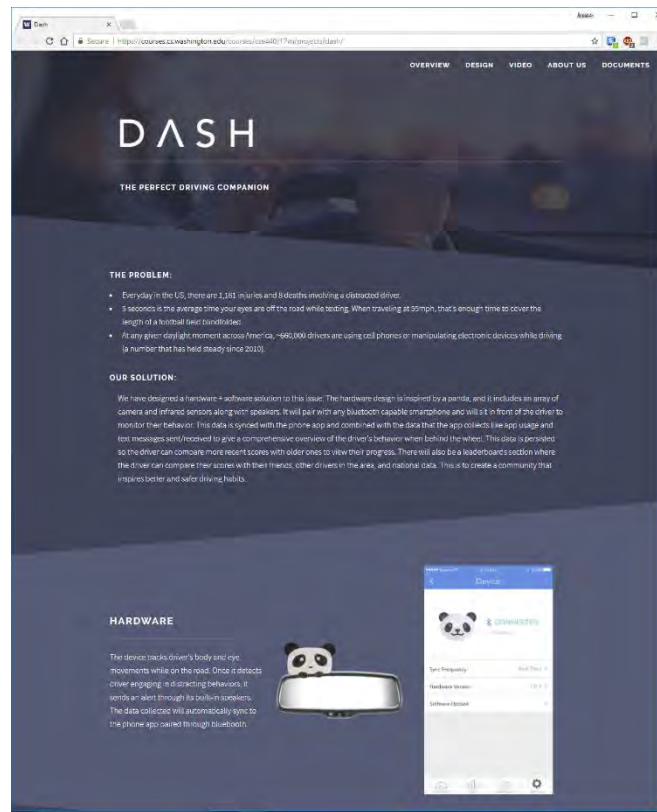 Dash
Secure | https://courses.cs.washington.edu/courses/cse440/17wi/projects/dash/
OVERVIEW DESIGN VIDEO ABOUT US DOCUMENTS
DASH
THE PERFECT DRIVING COMPANION
THE PROBLEM:
• Everyday in the US, there are 1,161 injuries and 8 deaths involving a distracted driver.
• 5 seconds is the average time your eyes are off the road while texting. When traveling at 55mph, that's enough time to cover the
length of a football field blindfolded.
• At any given daylight moment across America, ~660,000 drivers are using cell phones or manipulating electronic devices while driving
(a number that has held steady since 2010).
OUR SOLUTION:
We have designed a hardware + software solution to this issue. The hardware design is inspired by a panda, and it includes an array of
camera and infrared sensors along with speakers. It will pair with any bluetooth capable smartphone and will sit in front of the driver to
monitor their behavior. This data is synced with the phone app and combined with the data that the app collects like app usage and
text messages sent/received to give a comprehensive overview of the driver's behavior when behind the wheel. This data is persisted
so the driver can compare more recent scores with older ones to view their progress. There will also be a leaderboards section where
the driver can compare their scores with their friends, other drivers in the area, and national data. This is to create a community that
inspires better and safer driving habits.
HARDWARE
The device tracks driver's body and eye
movements while on the road. Once it detects
driver engaging in distracting behaviors, it
sends an alert through its built-in speakers.
The data collected will automatically sync to
the phone app paired through bluetooth.
Device
CONNECTED
Sync Frequency
Hardware Version
Software Update